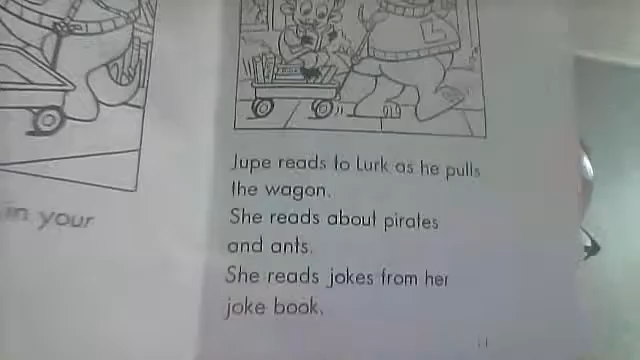 in your
L
Jupe reads to Lurk as he pulls
the wagon.
She reads about pirates
and ants.
She reads jokes from her
joke book.